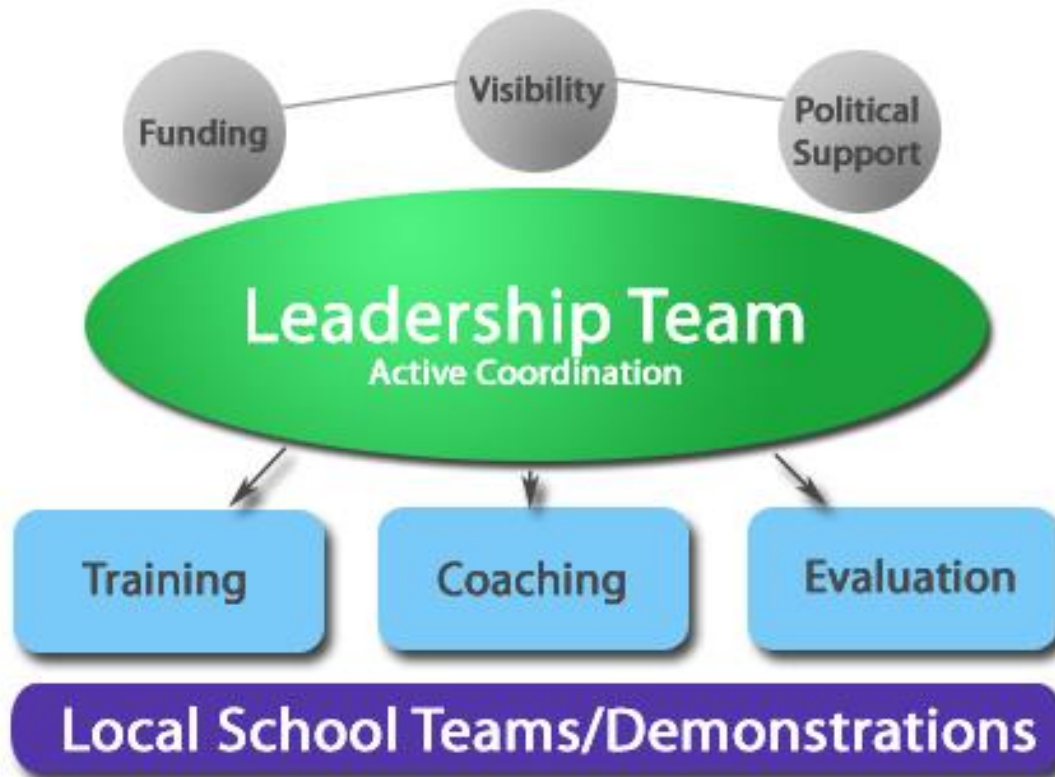 Funding
Visibility
Political
Support
Leadership Team
Active Coordination
Training
Coaching
Evaluation
Local School Teams/Demonstrations